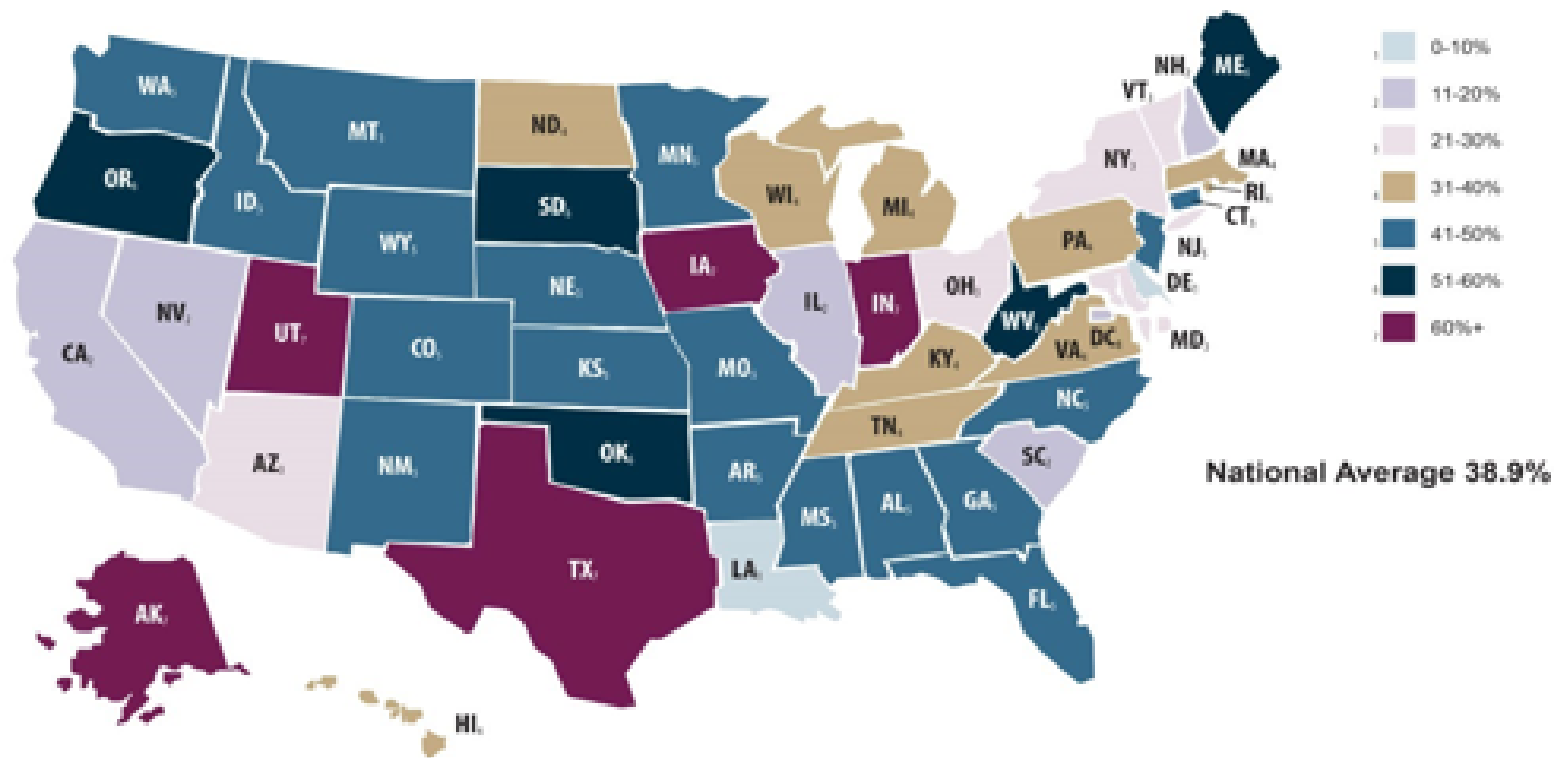 WA
MT
ND
MN
OR
ID
SD
WI
MI
WY
NE
IA
NV
UT
CO
KS
MO
IL
IN
OH
PA
NY
VT
NH
ME
MA
RI
CT
NJ
DE
MD
DC
WV
VA
KY
CA
AZ
NM
OK
AR
TN
NC
SC
MS
AL
GA
TX
LA
FL
AK
HI
0-10%
11-20%
21-30%
31-40%
41-50%
51-60%
60%+
National Average 38.9%